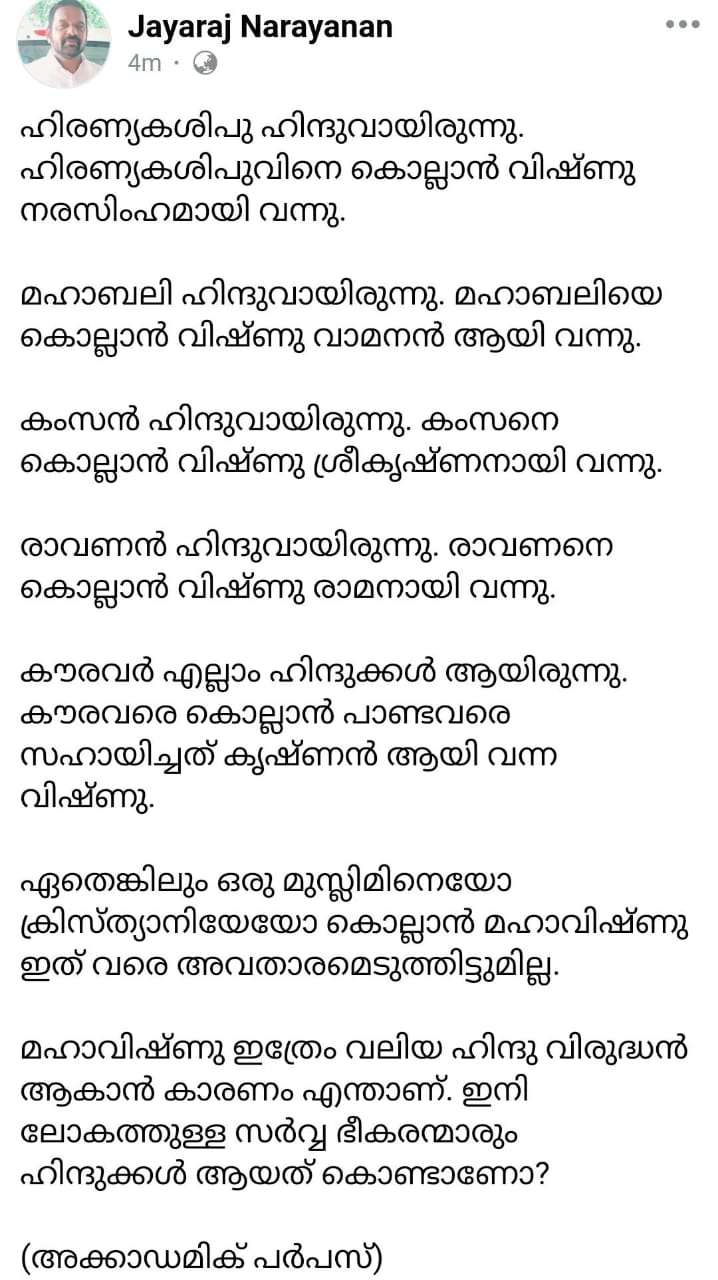 Jayaraj Narayanan
4m
ഹിരണ്യകശിപു ഹിന്ദുവായിരുന്നു.
ഹിരണ്യകശിപുവിനെ കൊല്ലാൻ വിഷ്ണു
നരസിംഹമായി വന്നു.
മഹാബലി ഹിന്ദുവായിരുന്നു. മഹാബലിയെ
കൊല്ലാൻ വിഷ്ണു വാമനൻ ആയി വന്നു.
കംസൻ ഹിന്ദുവായിരുന്നു. കംസനെ
കൊല്ലാൻ വിഷ്ണു ശ്രീകൃഷ്ണനായി വന്നു.
രാവണൻ ഹിന്ദുവായിരുന്നു. രാവണനെ
കൊല്ലാൻ വിഷ്ണു രാമനായി വന്നു.
കൗരവർ എല്ലാം ഹിന്ദുക്കൾ ആയിരുന്നു.
കൗരവരെ കൊല്ലാൻ പാണ്ടവരെ
സഹായിച്ചത് കൃഷ്ണൻ ആയി വന്ന
വിഷ്ണു.
ഏതെങ്കിലും ഒരു മുസ്ലിമിനെയോ
ക്രിസ്ത്യാനിയേയോ കൊല്ലാൻ മഹാവിഷ്ണു
ഇത് വരെ അവതാരമെടുത്തിട്ടുമില്ല.
മഹാവിഷ്ണു ഇത്രേം വലിയ ഹിന്ദു വിരുദ്ധൻ
ആകാൻ കാരണം എന്താണ്. ഇനി
ലോകത്തുള്ള സർവ്വ ഭീകരന്മാരും
ഹിന്ദുക്കൾ ആയത് കൊണ്ടാണോ?
(അക്കാഡമിക് പർപസ്)